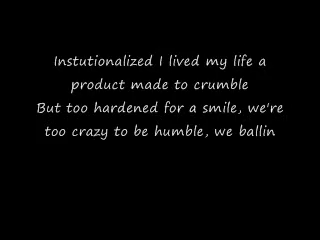 Instutionalized I lived my life a
product made to crumble
But too hardened for a smile, we're
too crazy to be humble, we ballin